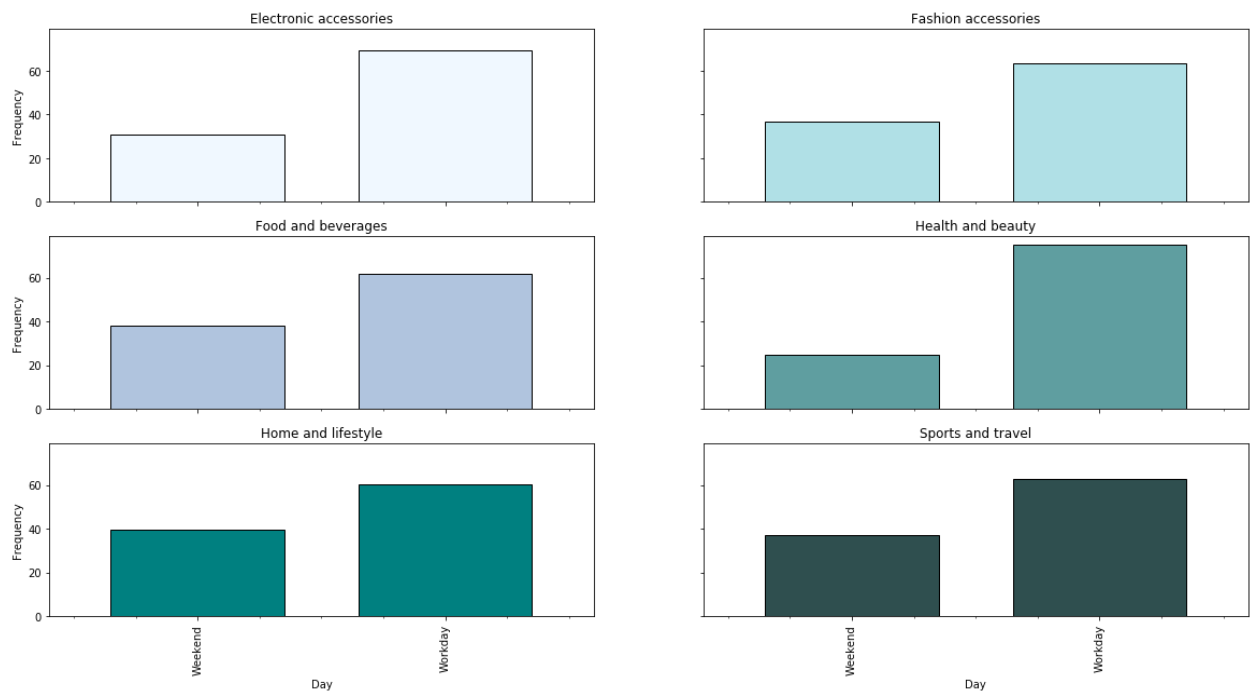 Electronic accessories
Fashion accessories
60
40
20
0
Frequency
Food and beverages
Health and beauty
60
40
20
0
Frequency
Home and lifestyle
Sports and travel
60
40
20
0
Frequency
Weekend
Workday
Weekend
Workday
Day
Day